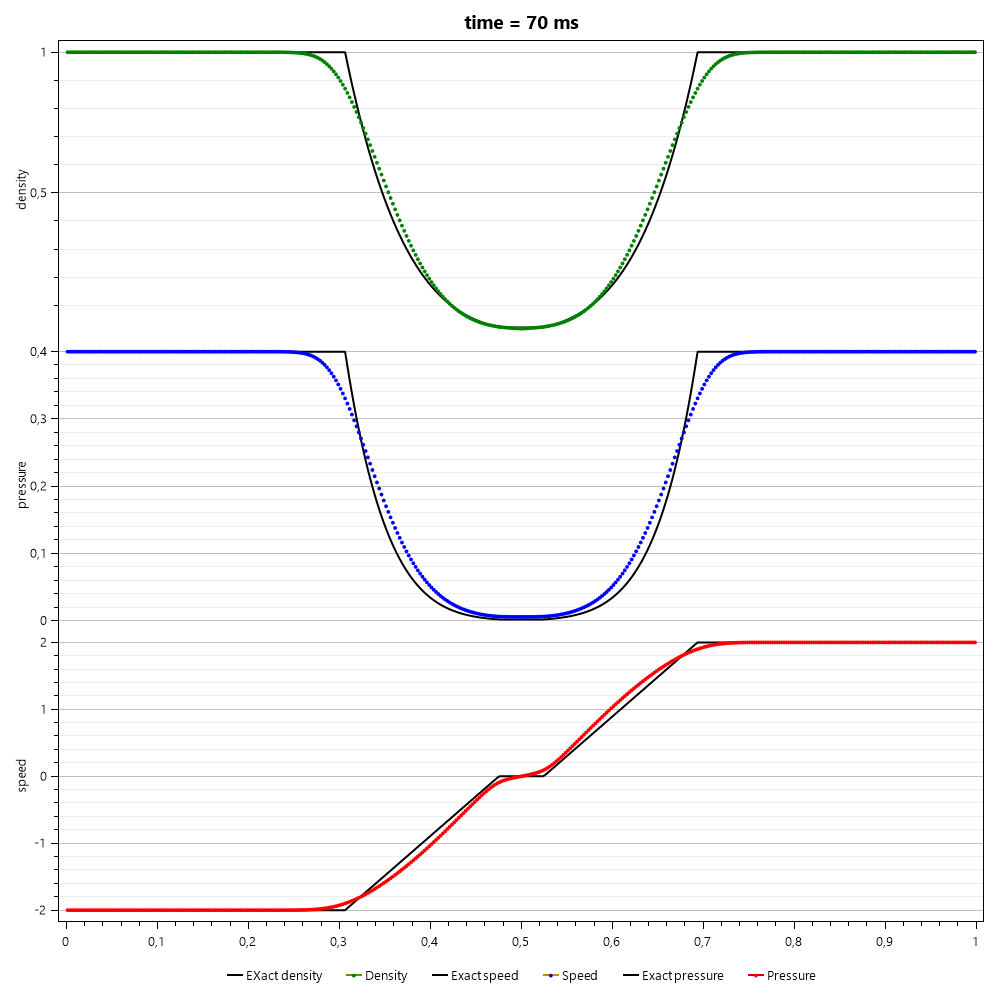 time = 70 ms
1
0,5
density
0,4
0,3
0,2
0,1
0
pressure
2
1
0
-1
-2
speed
0 0,1 0,2 0,3 0,4 0,5 0,6 0,7 0,8 0,9 1
EXact density Density Exact speed Speed Exact pressure Pressure